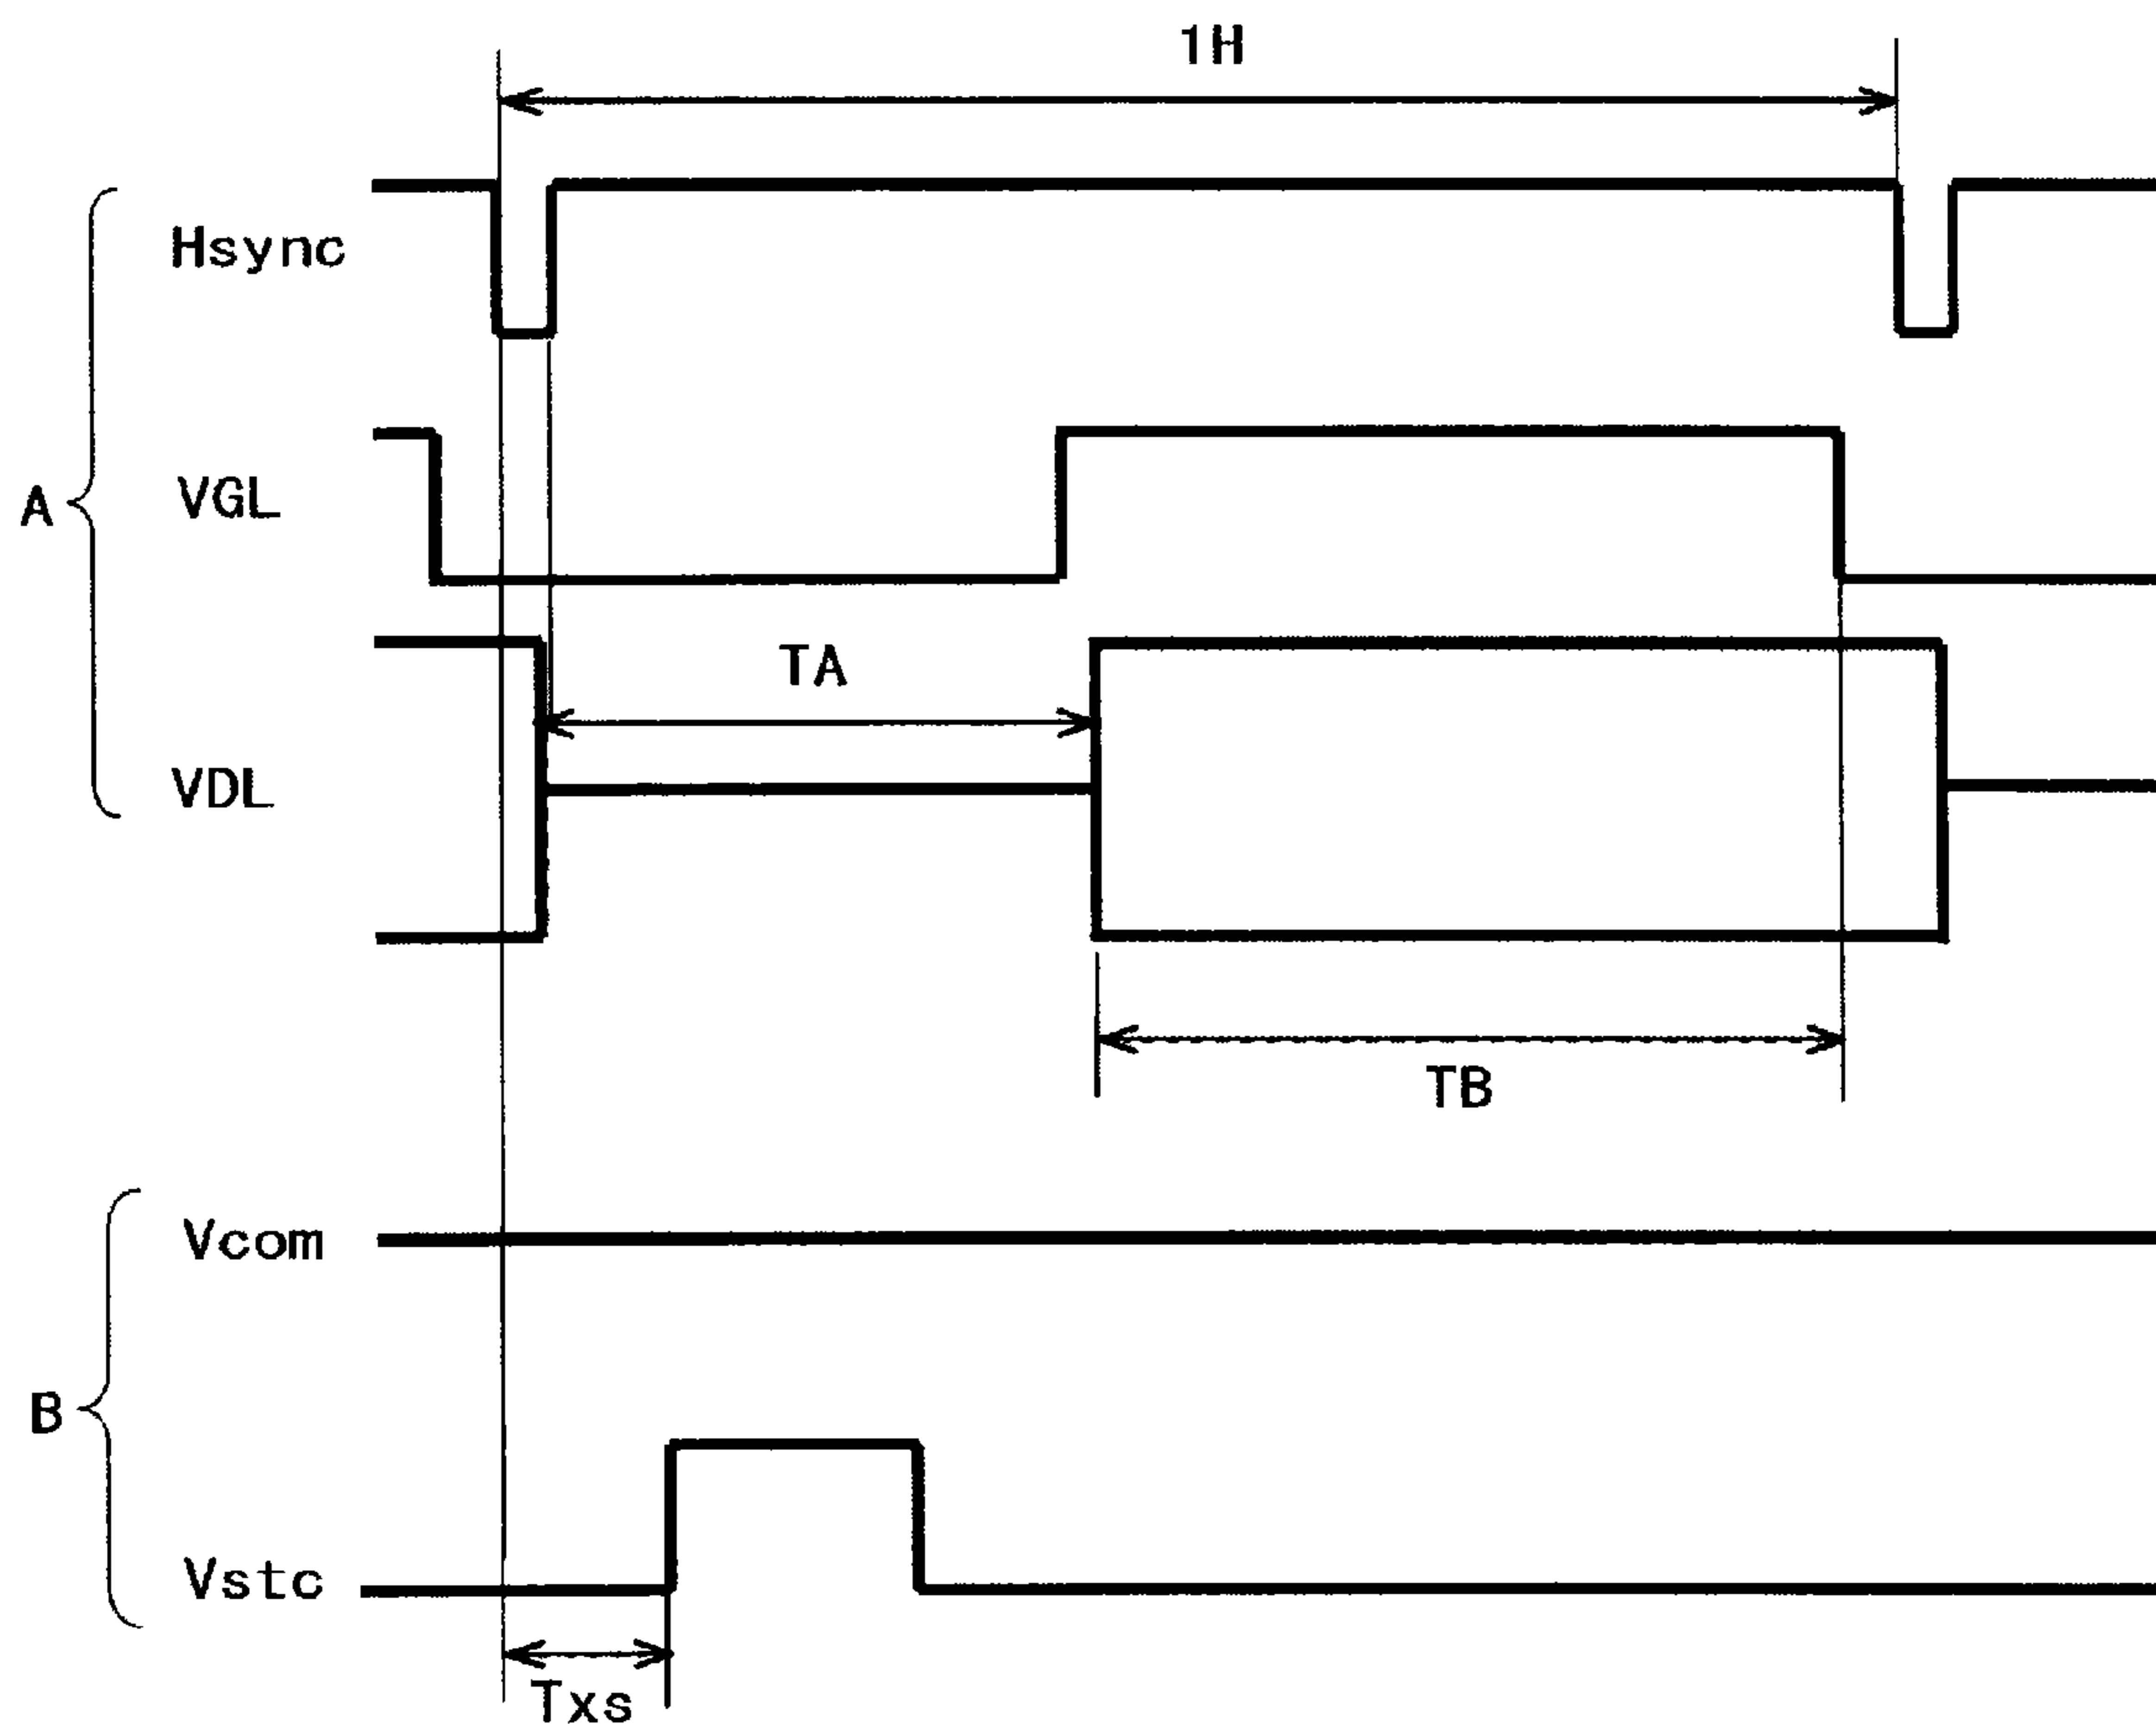 1H
Hsync
A
VGL
TA
VDL
TB
Vcom
B
Vstc
Txs